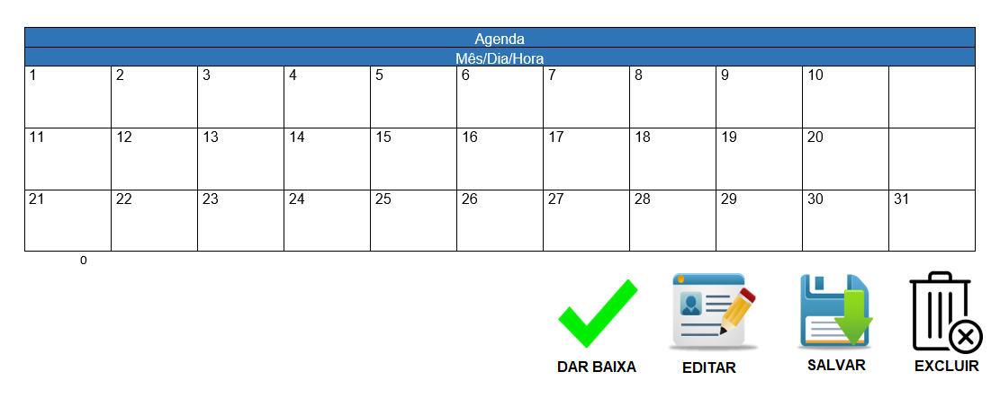 Agenda
Mês/Dia/Hora
1 2 3 4 5 6 7 8 9 10
11 12 13 14 15 16 17 18 19 20
21 22 23 24 25 26 27 28 29 30 31
0
DAR BAIXA EDITAR SALVAR EXCLUIR